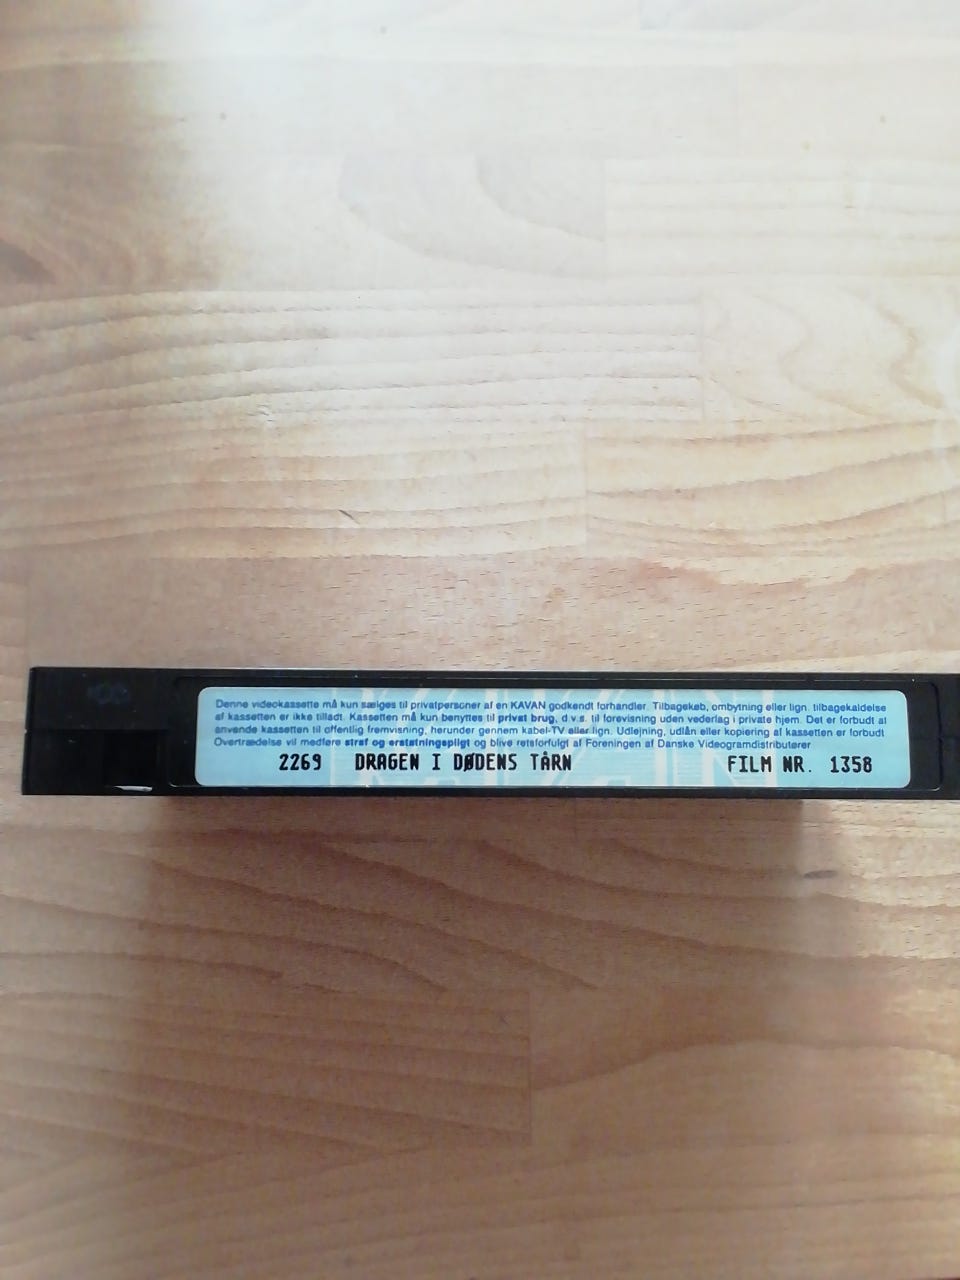 Denne videokassette må kun sælges til privatpersoner af en KAVAN godkendt forhandler. Tilbagekøb, ombytning eller lign. tilbagekaldelse
af kassetten er ikke tilladt. Kassetten må kun benyttes til privat brug, d.v.s. til forevisning uden vederlag i private hjem. Det er forbudt at
anvende kassetten til offentlig fremvisning, herunder gennem kabel-TV eller lign. Udlejning, udlån eller kopiering af kassetten er forbudt
Overtrædelse vil medføre straf og erstatningspligt og blive retsforfulgt af Foreningen af Danske Videogramdistributører
2269 DRAGEN I DØDENS TÅRN FILM NR. 1358